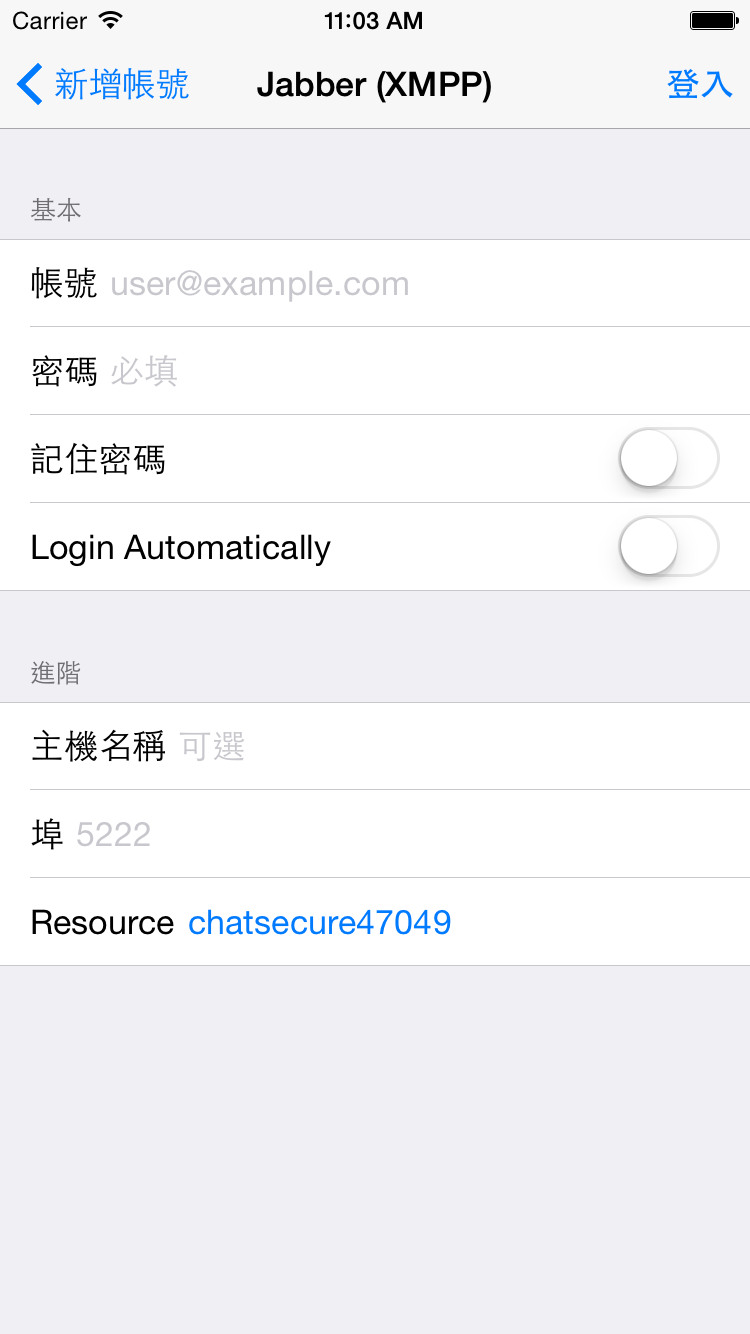 Carrier 11:03 AM
新增帳號 Jabber (XMPP) 登入
基本
帳號 user@example.com
密碼 必填
記住密碼
Login Automatically
進階
主機名稱 可選
埠 5222
Resource chatsecure47049